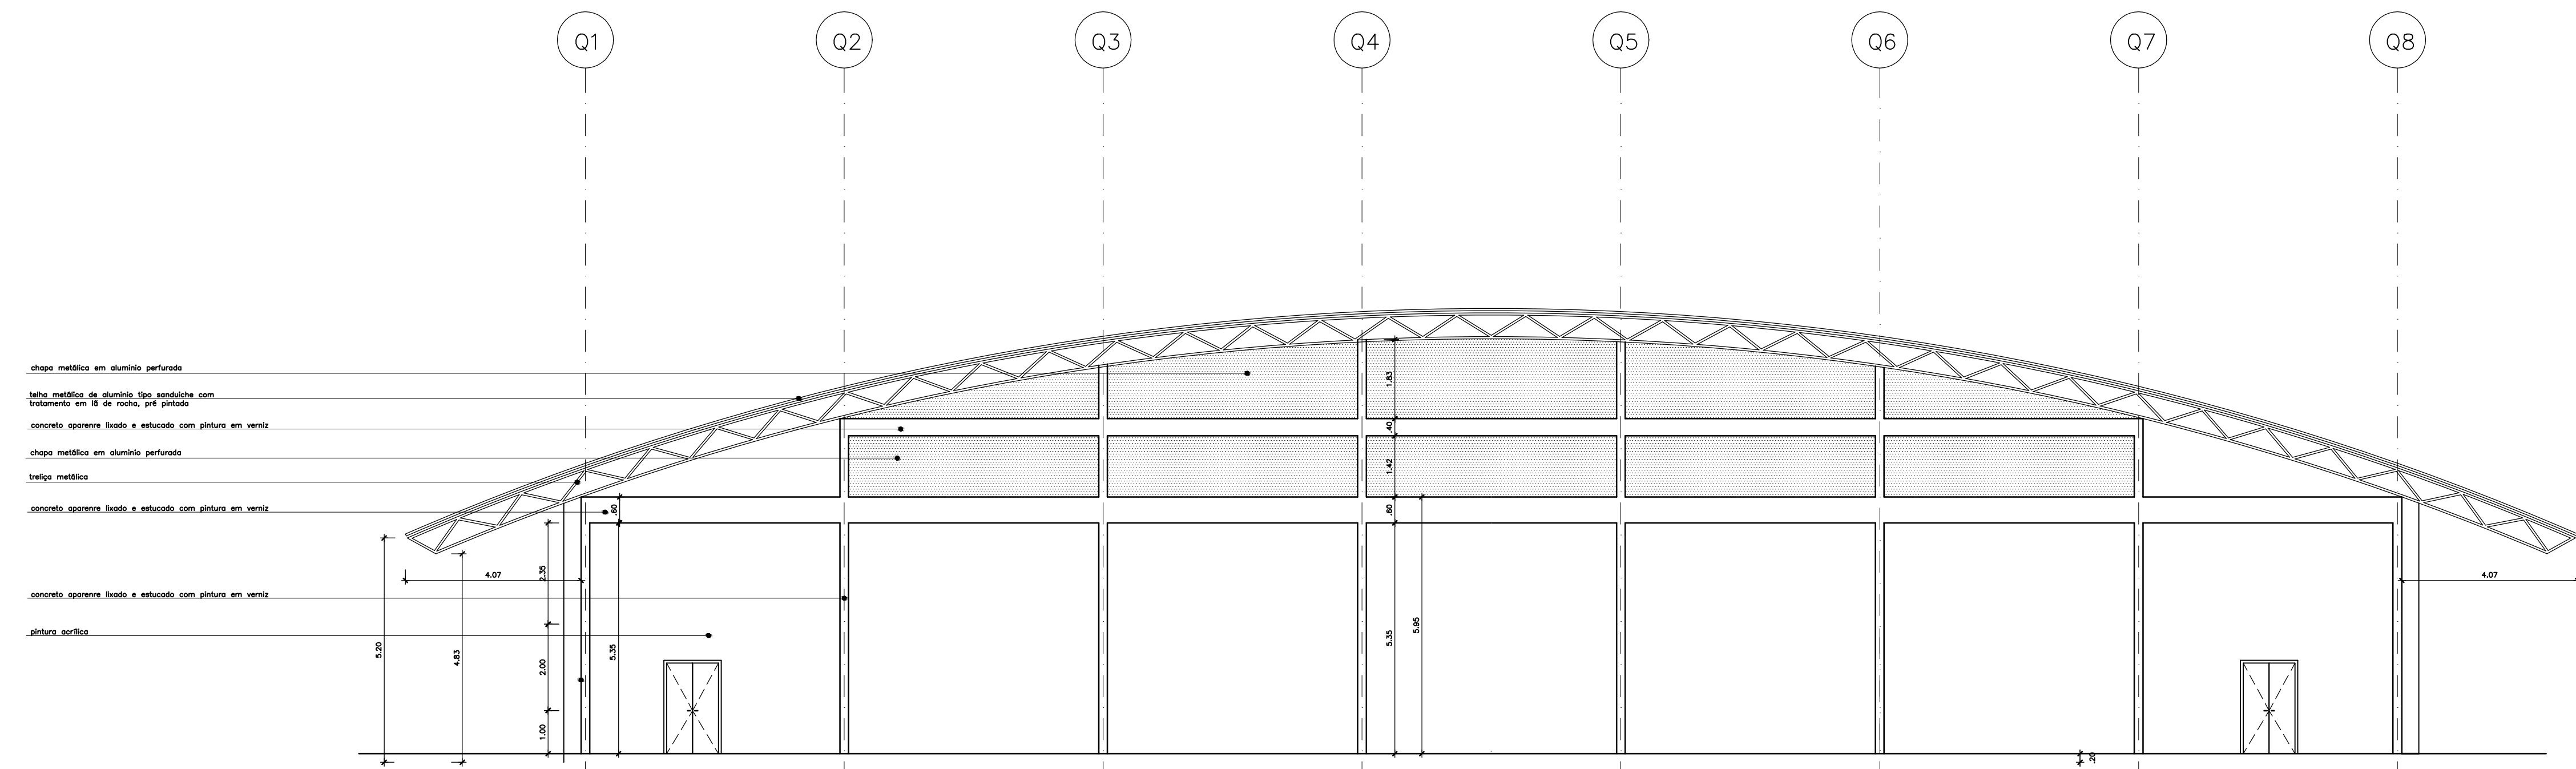 Q1 Q2 Q3 Q4 Q5 Q6 Q7 Q8
chapa metálica em aluminio perfurada
telha metálica de aluminio tipo sanduiche com
tratamento em lã de rocha, pré pintada
concreto aparenre lixado e estucado com pintura em verniz
chapa metálica em aluminio perfurada
treliça metálica
concreto aparenre lixado e estucado com pintura em verniz
concreto aparenre lixado e estucado com pintura em verniz
pintura acrílica
5.20
4.07
4.83
2.35
2.00
1.00
.60
5.35
1.83
.40
1.42
.60
5.35
5.95
4.07
.20